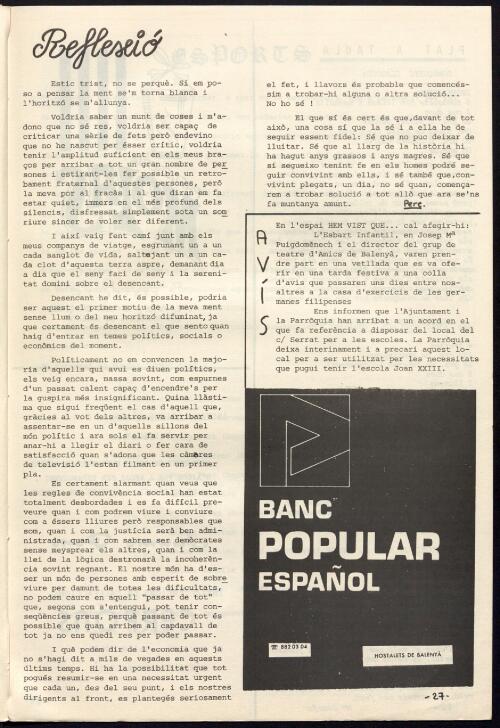 Reflexió
Estic trist, no se perquè. Si em po-
so a pensar la ment se'm torna blanca i
l'horitzó se m'allunya.
Voldria saber un munt de coses i m'a-
dono que no sé res, voldria ser capaç de
criticar una sèrie de fets però endevino
que no he nascut per ésser crític, voldria
tenir l'amplitud suficient en els meus bra-
ços per arribar a tot un gran nombre de per
sones i estirant-les fer possible un retro-
bament fraternal d'aquestes persones, però
la meva por al fracàs i al que diran em fa
estar quiet, immers en el més profond dels
silencis, disfressat simplement sota un som
riure sincer de voler ser diferent.
I així vaig fent camí junt amb els
meus companys de viatge, esgrunant un a un
cada sanglot de vida, saltejant un a un ca-
da clot d'aquesta terra aspre, demanant dia
a dia que el seny faci de seny i la sereni-
tat domini sobre el desencant.
Desencant he dit, és possible, podria
ser aquest el primer motiu de la meva ment
sense llum o del meu horitzó difuminat, ja
que certament és desencant el que sento quan
haig d'entrar en temes polítics, socials o
econòmics del moment.
Políticament no em convencen la majo-
ria d'aquells qui avui es diuen polítics,
els veig encara, massa sovint, com espurnes
d'un passat calent capaç d'encendre's per
la guspira més insignificant. Quina llàsti-
ma que sigui freqüent el cas d'aquell que,
gràcies al vot dels altres, va arribar a
assentar-se en un d'aquells sillons del
món polític i ara sols el fa servir per
anar-hi a llegir el diari o fer cara de
satisfacció quan s'adona que les càmares
de televisió l'estan filmant en un primer
pla.
Es certament alarmant quan veus que
les regles de convivència social han estat
totalment desbordades i es fa difícil pre-
veure quan i com podrem viure i conviure
com a éssers lliures però responsables que
som, quan i com la justícia serà ben admi-
nistrada, quan i com sabrem ser demòcrates
sense meysprear els altres, quan i com la
llei de la lògica destronarà la incoherèn-
cia sovint regnant. El nostre món ha d'es-
ser un món de persones amb esperit de sobre
viure per damunt de totes les dificultats,
no podem caure en aquell "passar de tot"
que, segons com s'entengui, pot tenir con-
seqüències greus, perquè passant de tot és
possible que quan arribem al capdavall de
tot ja no ens quedi res per poder passar.
I què podem dir de l'economia que ja
no s'hagi dit a mils de vegades en aquests
últims temps. Hi ha la possibilitat que tot
pogués resumir-se en una necessitat urgent
que cada un, des del seu punt, i els nostres
dirigents al front, es plantegés seriosament
el fet, i llavors és probable que comencés-
sim a trobar-hi alguna o altra solució...
No ho sé !
El que si és cert és que,davant de tot
això, una cosa sí que la sé i a ella he de
seguir essent fidel: Sé que no puc deixar de
lluitar. Sé que al llarg de la història hi
ha hagut anys grassos i anys magres. Sé que
si segueixo tenint fe en els homes podré se-
guir convivint amb ells, i sé també que,con-
vivint plegats, un dia, no sé quan, començа-
rem a trobar solució a tot allò que ara se'ns
fa muntanya amunt. Perç.
AVÍS
En l'espai HEM VIST QUE... cal afegir-hi:
L'Esbart Infantil, en Josep Mª
Puigdomènech i el director del grup de
teatre d'Amics de Balenyà, varen pren-
dre part en una vetllada que es va ofe-
rir en una tarda festiva a una colla
d'avis que passaren uns dies entre nos-
altres a la casa d'exercicis de les ger-
manes filipenses
Ens informen que l'Ajuntament i
la Parròquia han arribat a un acord en el
que fa referència a disposar del local del
c/ Serrat per a les escoles. La Parròquia
deixa interinament i a precari aquest lo-
cal per a ser utilitzat per les necessitats
que pugui tenir l'escola Joan XXIII.
BANC
POPULAR
ESPAÑOL
☎ 882 03 04
HOSTALETS DE BALENYÀ
-27-